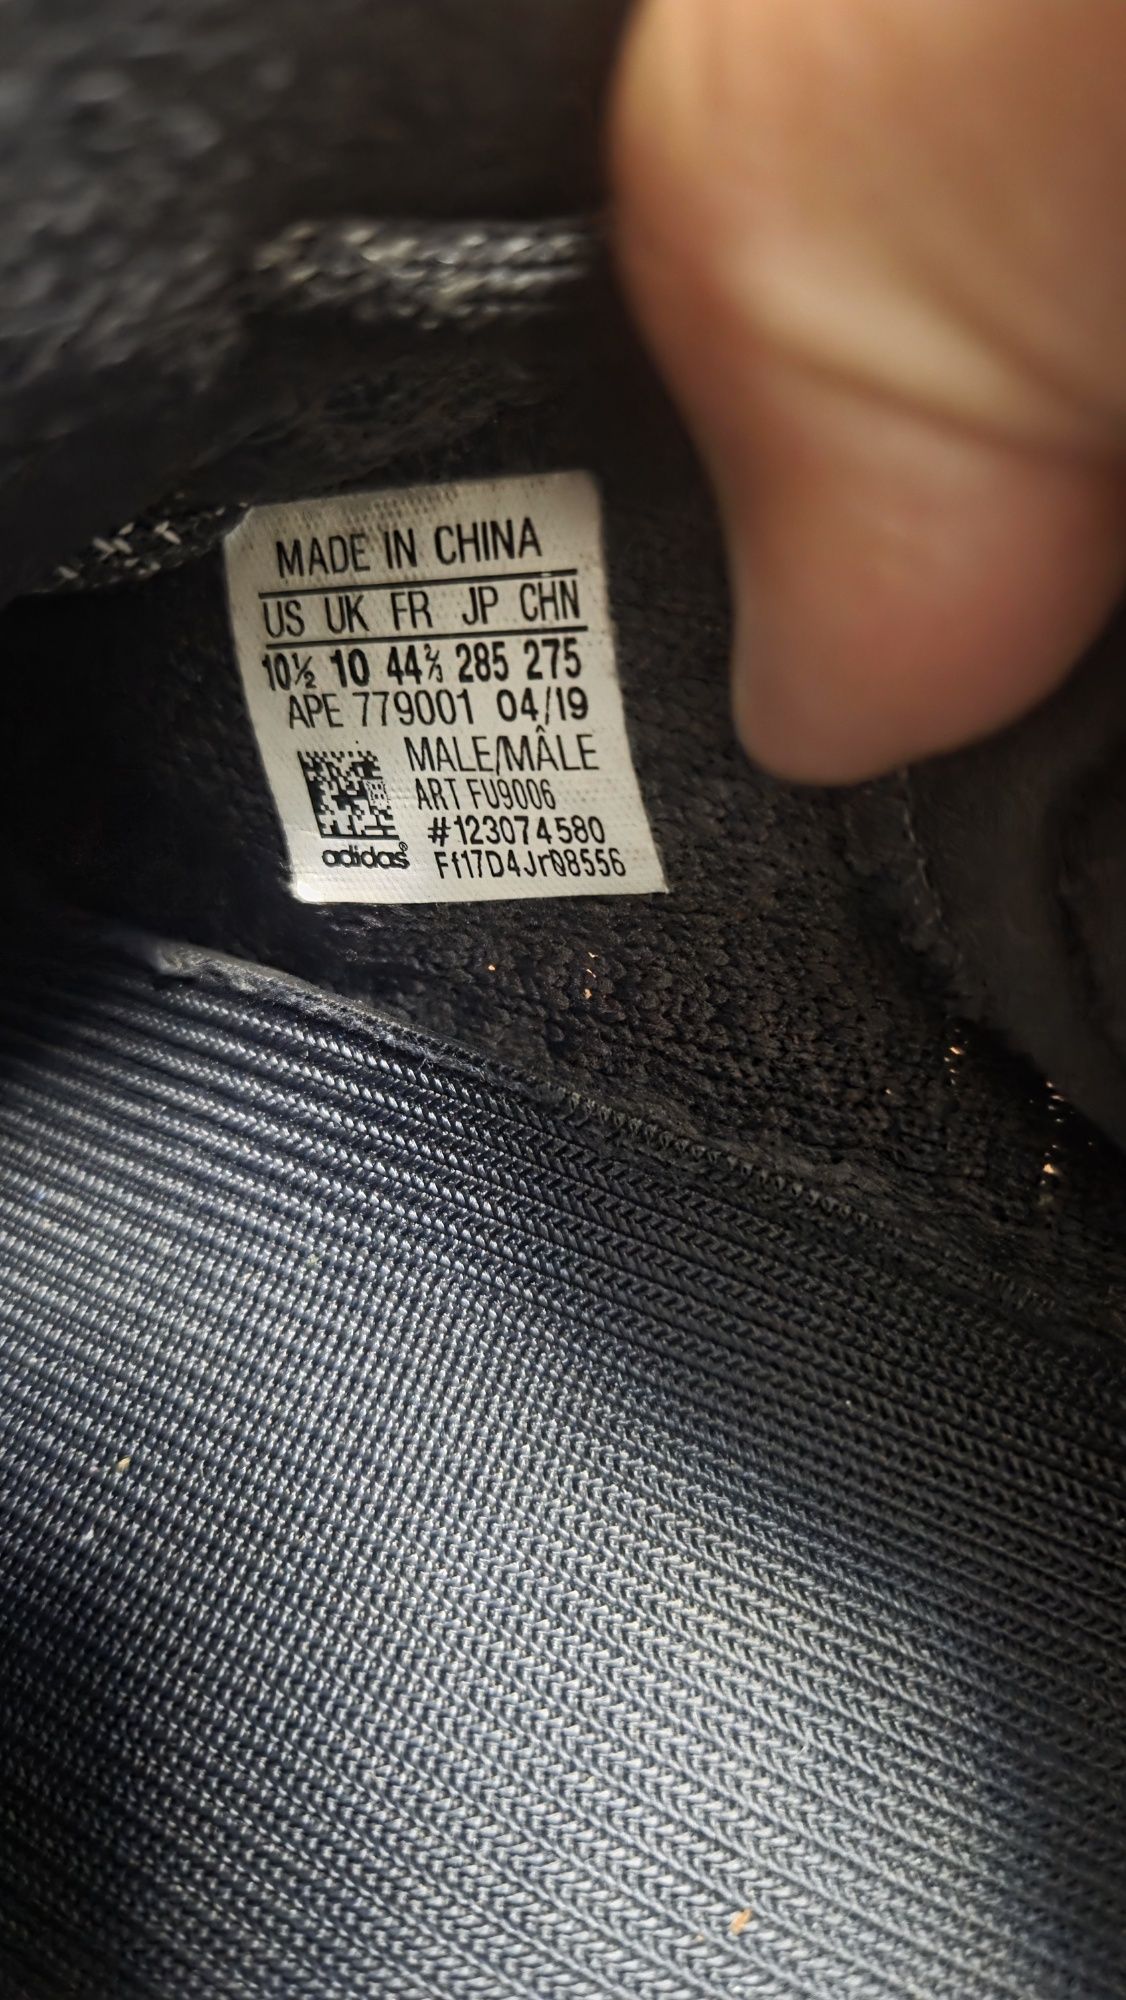 MADE IN CHINA
US UK FR JP CHN
10½ 10 44⅔ 285 275
APE 779001 04/19
MALE/MÂLE
ART FU9006
#123074580
Ff17D4Jr08556
adidas®